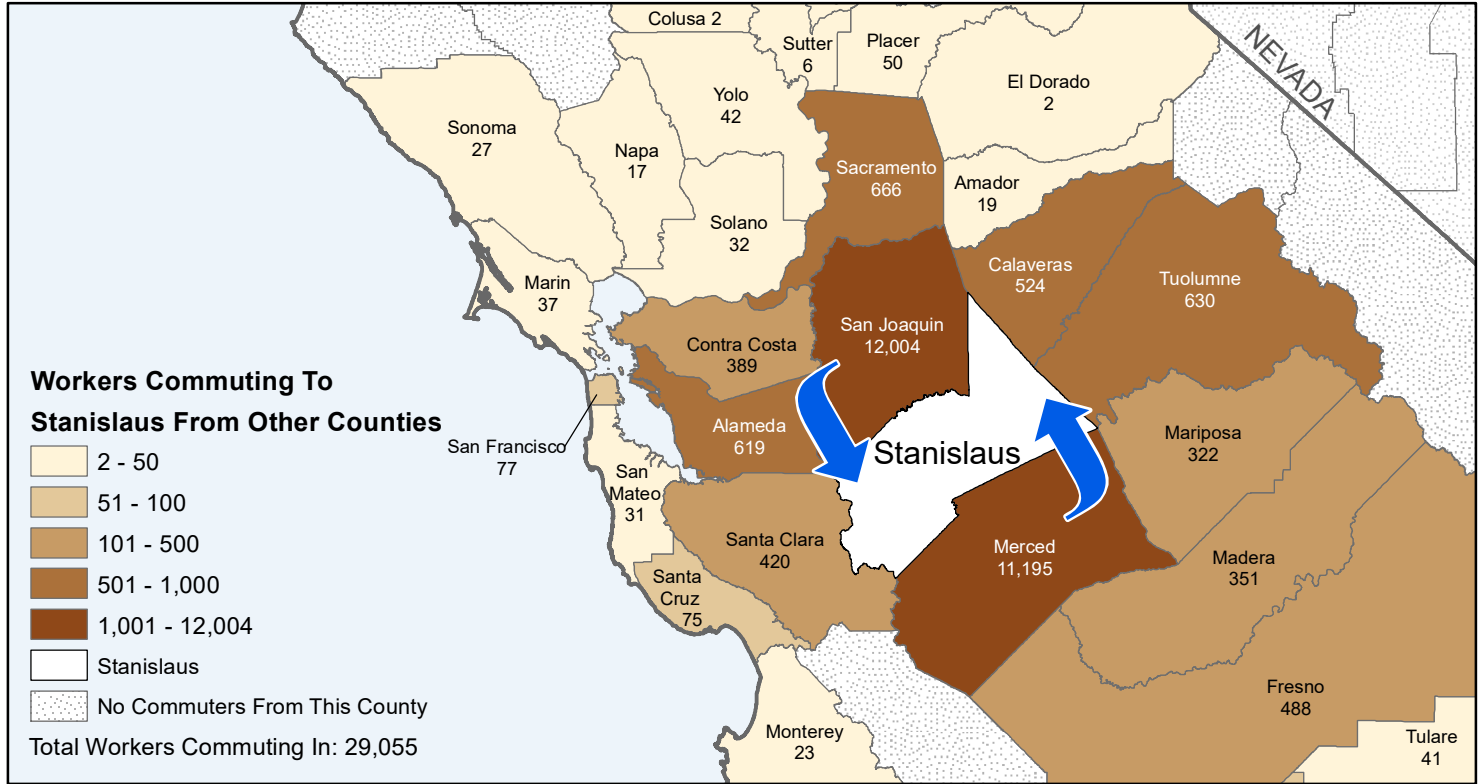 Colusa 2
Sutter
6
Placer
50
El Dorado
2
NEVADA
Yolo
42
Sonoma
27
Napa
17
Sacramento
666
Amador
19
Solano
32
Calaveras
524
Tuolumne
630
Marin
37
San Joaquin
12,004
Contra Costa
389
Alameda
619
Stanislaus
Mariposa
322
San Francisco
77
San
Mateo
31
Santa Clara
420
Merced
11,195
Madera
351
Santa
Cruz
75
Fresno
488
Monterey
23
Tulare
41
Workers Commuting To
Stanislaus From Other Counties
2 - 50
51 - 100
101 - 500
501 - 1,000
1,001 - 12,004
Stanislaus
No Commuters From This County
Total Workers Commuting In: 29,055